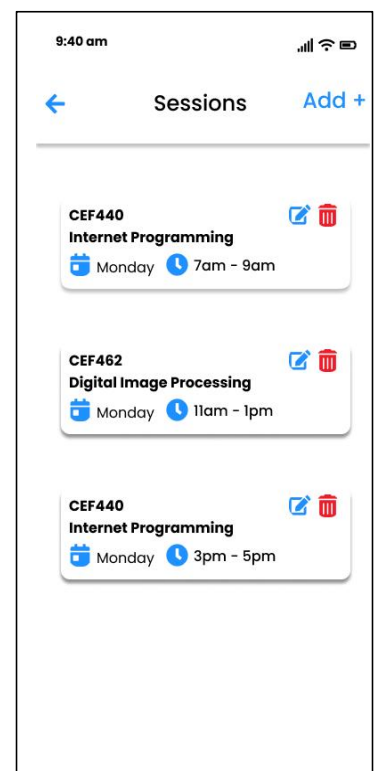 9:40 am
Sessions Add +
CEF440
Internet Programming
Monday 7am - 9am
CEF462
Digital Image Processing
Monday 11am - 1pm
CEF440
Internet Programming
Monday 3pm - 5pm